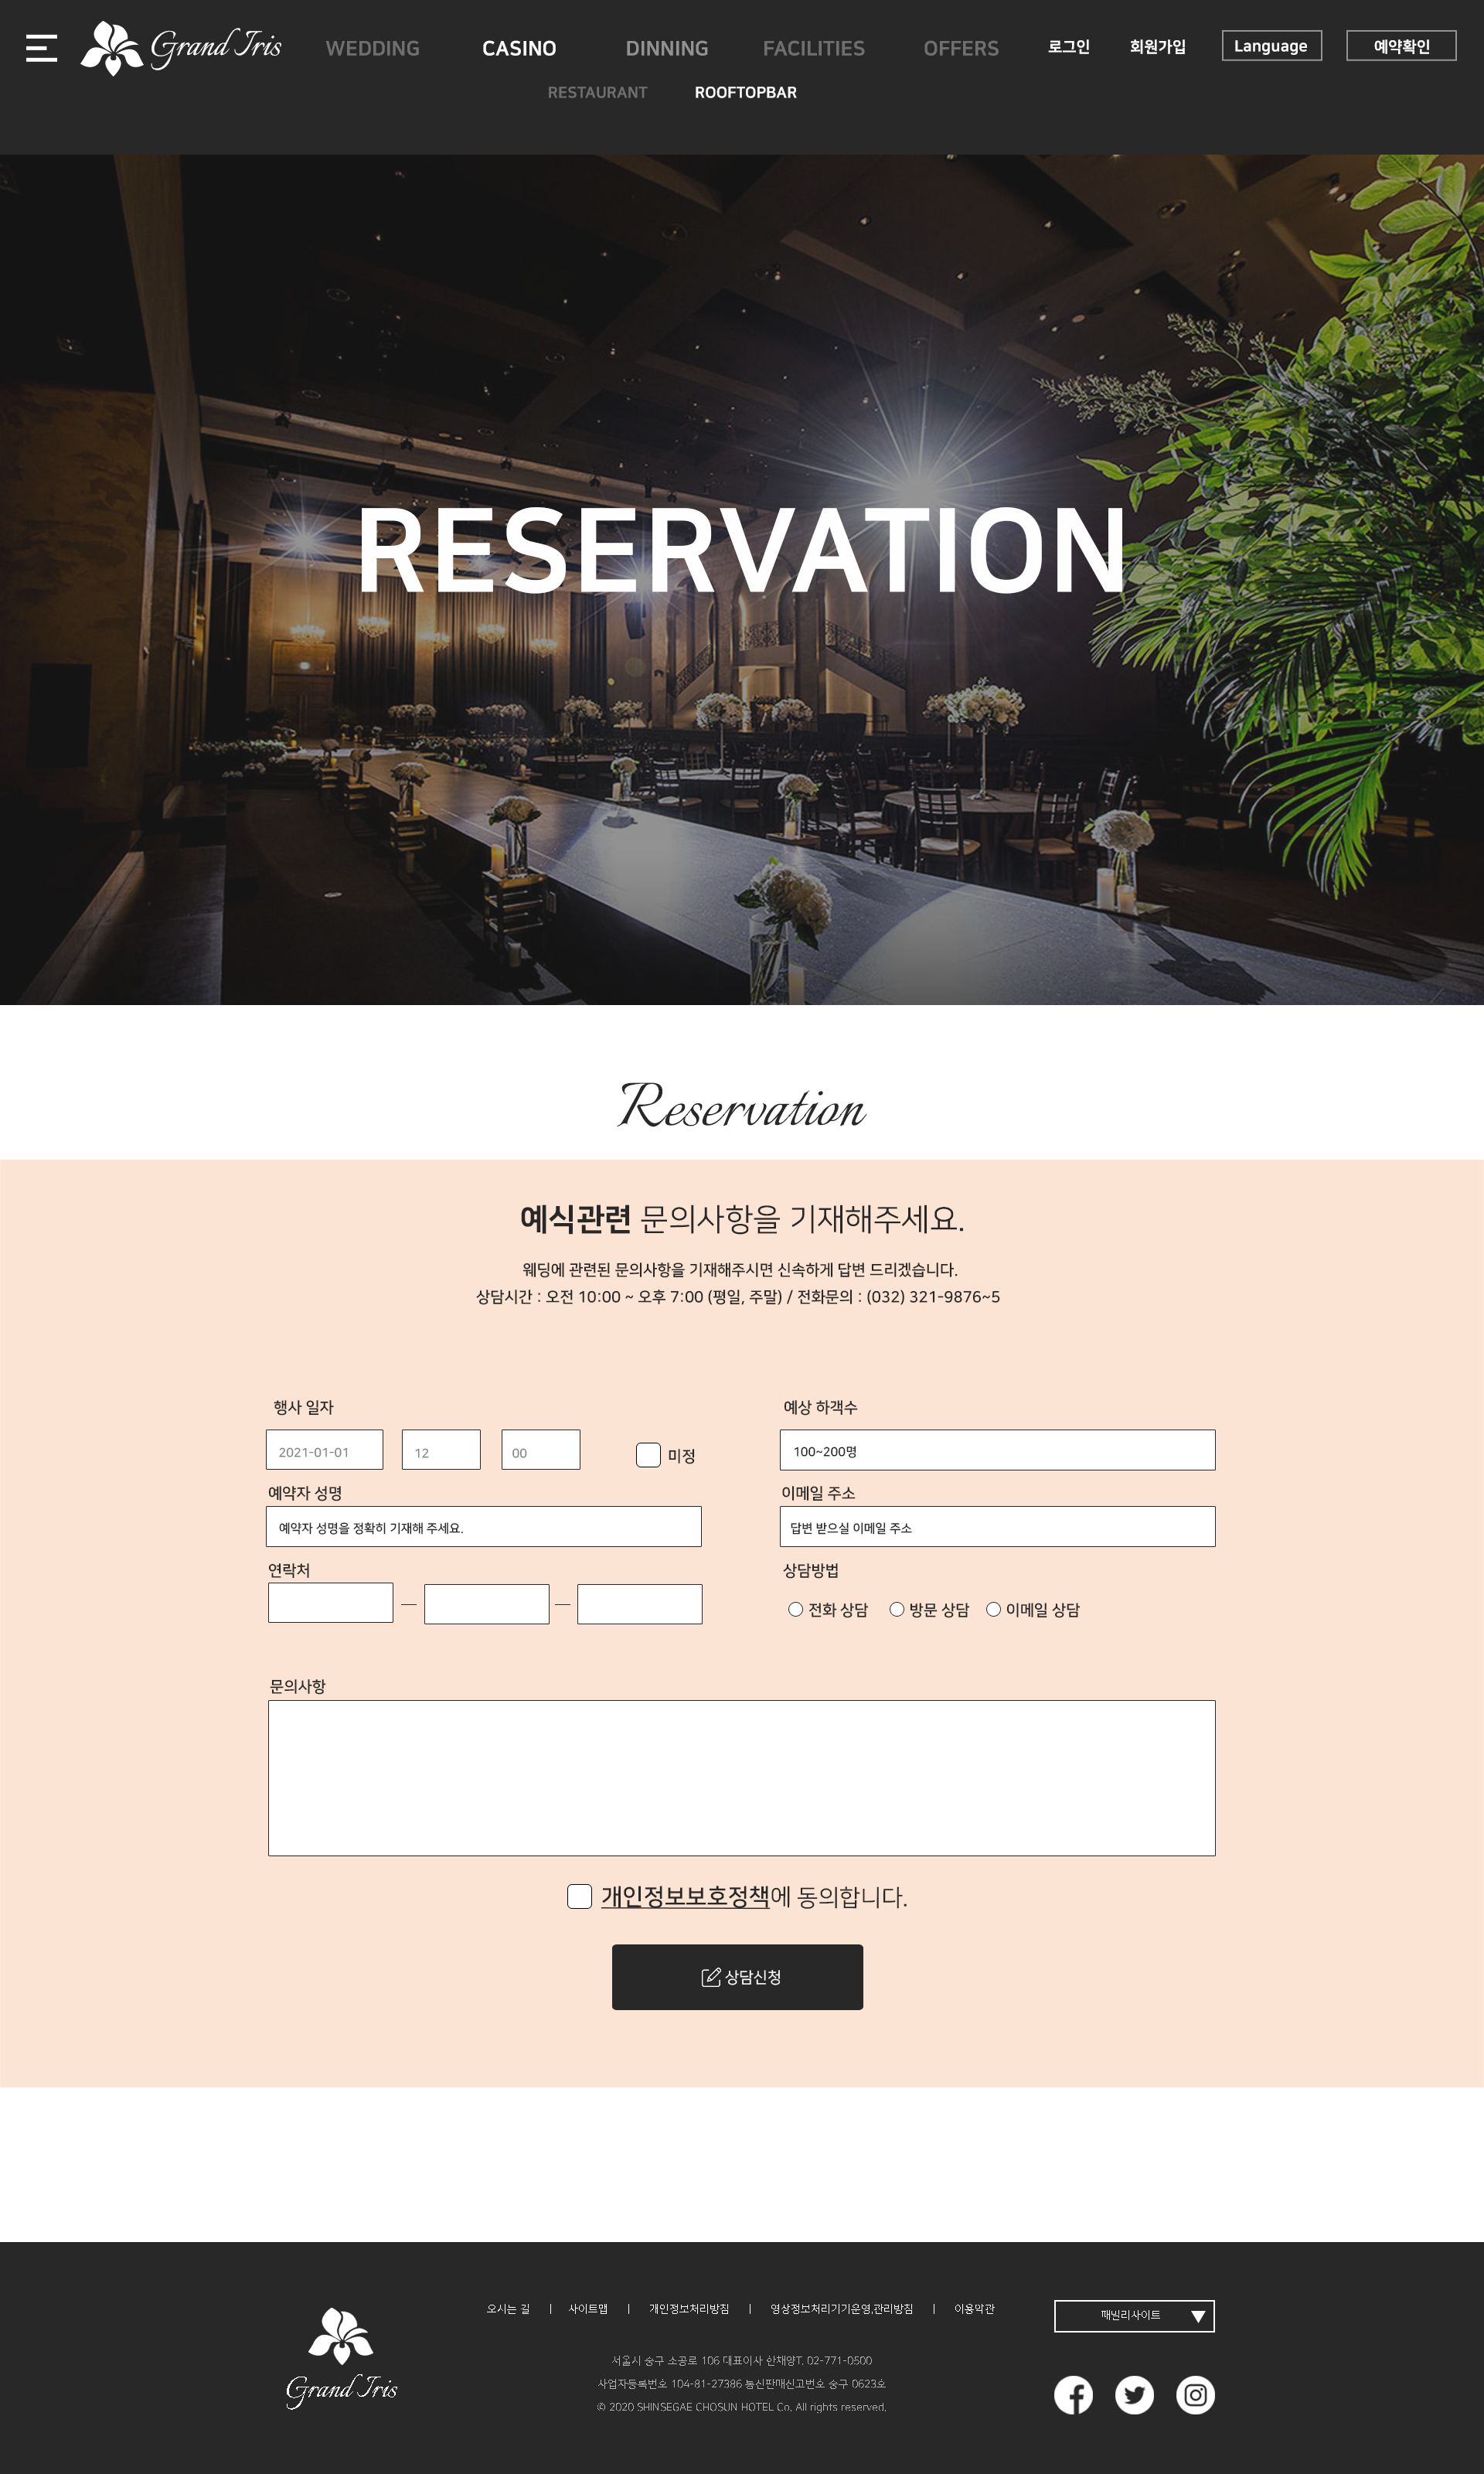 Grand Iris WEDDING CASINO DINNING FACILITIES OFFERS 로그인 회원가입 Language 예약확인
RESTAURANT ROOFTOPBAR
RESERVATION
Reservation
예식관련 문의사항을 기재해주세요.
웨딩에 관련된 문의사항을 기재해주시면 신속하게 답변 드리겠습니다.
상담시간 : 오전 10:00 ~ 오후 7:00 (평일, 주말) / 전화문의 : (032) 321-9876~5
행사 일자
2021-01-01 12 00 미정
예상 하객수
100~200명
예약자 성명
예약자 성명을 정확히 기재해 주세요.
이메일 주소
답변 받으실 이메일 주소
연락처
— —
상담방법
전화 상담 방문 상담 이메일 상담
문의사항
개인정보보호정책에 동의합니다.
상담신청
Grand Iris
오시는 길 | 사이트맵 | 개인정보처리방침 | 영상정보처리기기운영,관리방침 | 이용약관
서울시 중구 소공로 106 대표이사 한채양T. 02-771-0500
사업자등록번호 104-81-27386 통신판매신고번호 중구 0623호
© 2020 SHINSEGAE CHOSUN HOTEL Co. All rights reserved.
패밀리사이트